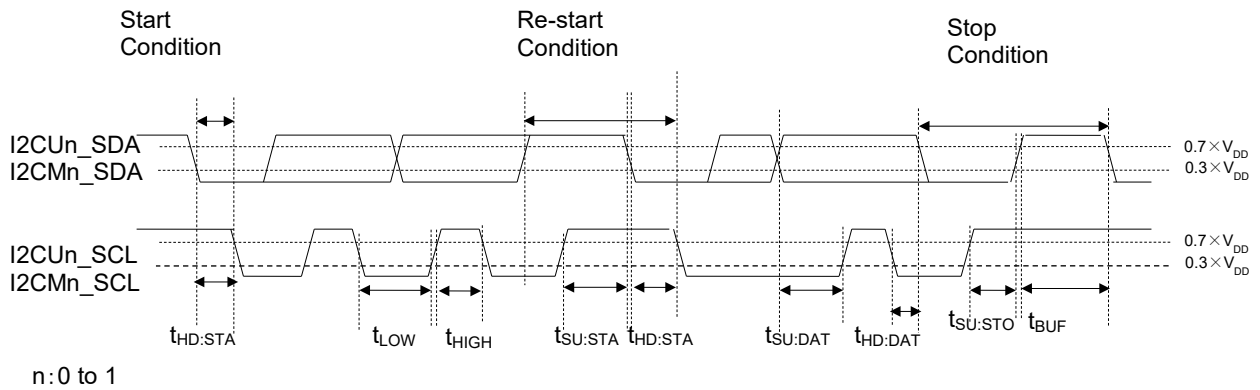 Start
Condition
Re-start
Condition
Stop
Condition
I2CUn_SDA
I2CMn_SDA
0.7×VDD
0.3×VDD
I2CUn_SCL
I2CMn_SCL
0.7×VDD
0.3×VDD
tHD:STA
tLOW
tHIGH
tSU:STA
tHD:STA
tSU:DAT
tHD:DAT
tSU:STO
tBUF
n:0 to 1